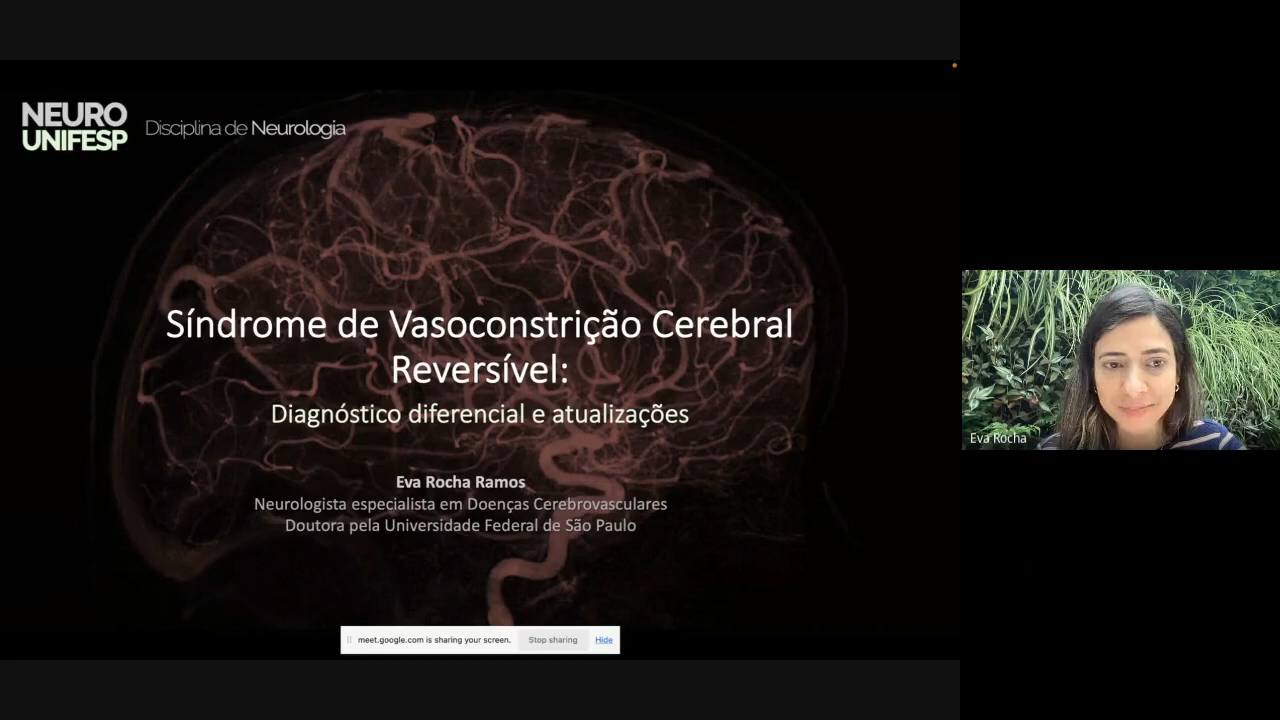 NEURO
UNIFESP
Disciplina de Neurologia
Síndrome de Vasoconstrição Cerebral
Reversível:
Diagnóstico diferencial e atualizações
Eva Rocha Ramos
Neurologista especialista em Doenças Cerebrovasculares
Doutora pela Universidade Federal de São Paulo
meet.google.com is sharing your screen.
Stop sharing
Hide
Eva Rocha